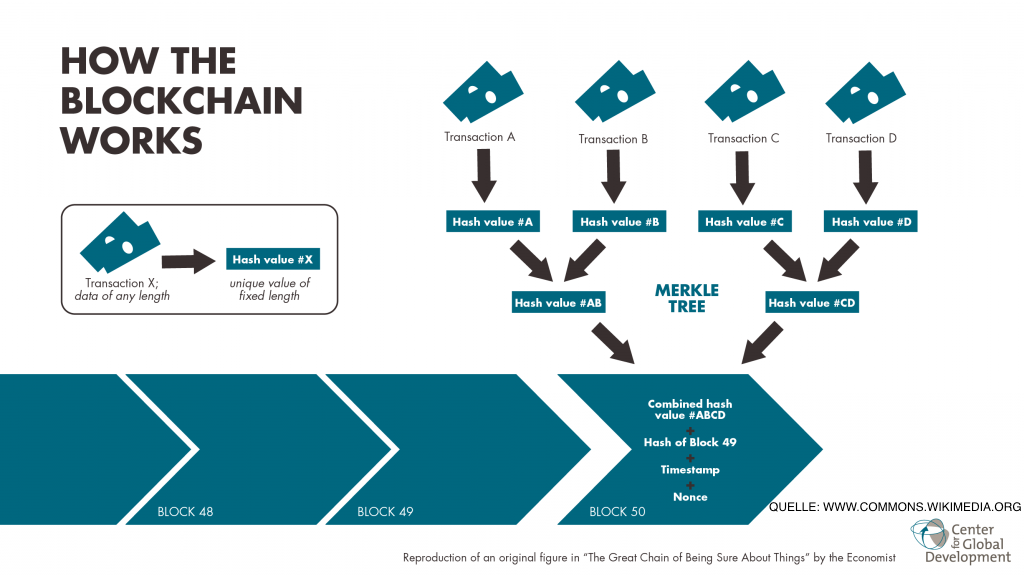 HOW THE
BLOCKCHAIN
WORKS
Transaction A
Transaction B
Transaction C
Transaction D
Hash value #A
Hash value #B
Hash value #C
Hash value #D
Transaction X;
data of any length
Hash value #X
unique value of
fixed length
Hash value #AB
MERKLE
TREE
Hash value #CD
Combined hash
value #ABCD
+
Hash of Block 49
+
Timestamp
+
Nonce
BLOCK 48
BLOCK 49
BLOCK 50
QUELLE: WWW.COMMONS.WIKIMEDIA.ORG
Reproduction of an original figure in “The Great Chain of Being Sure About Things” by the Economist
Center
for Global
Development